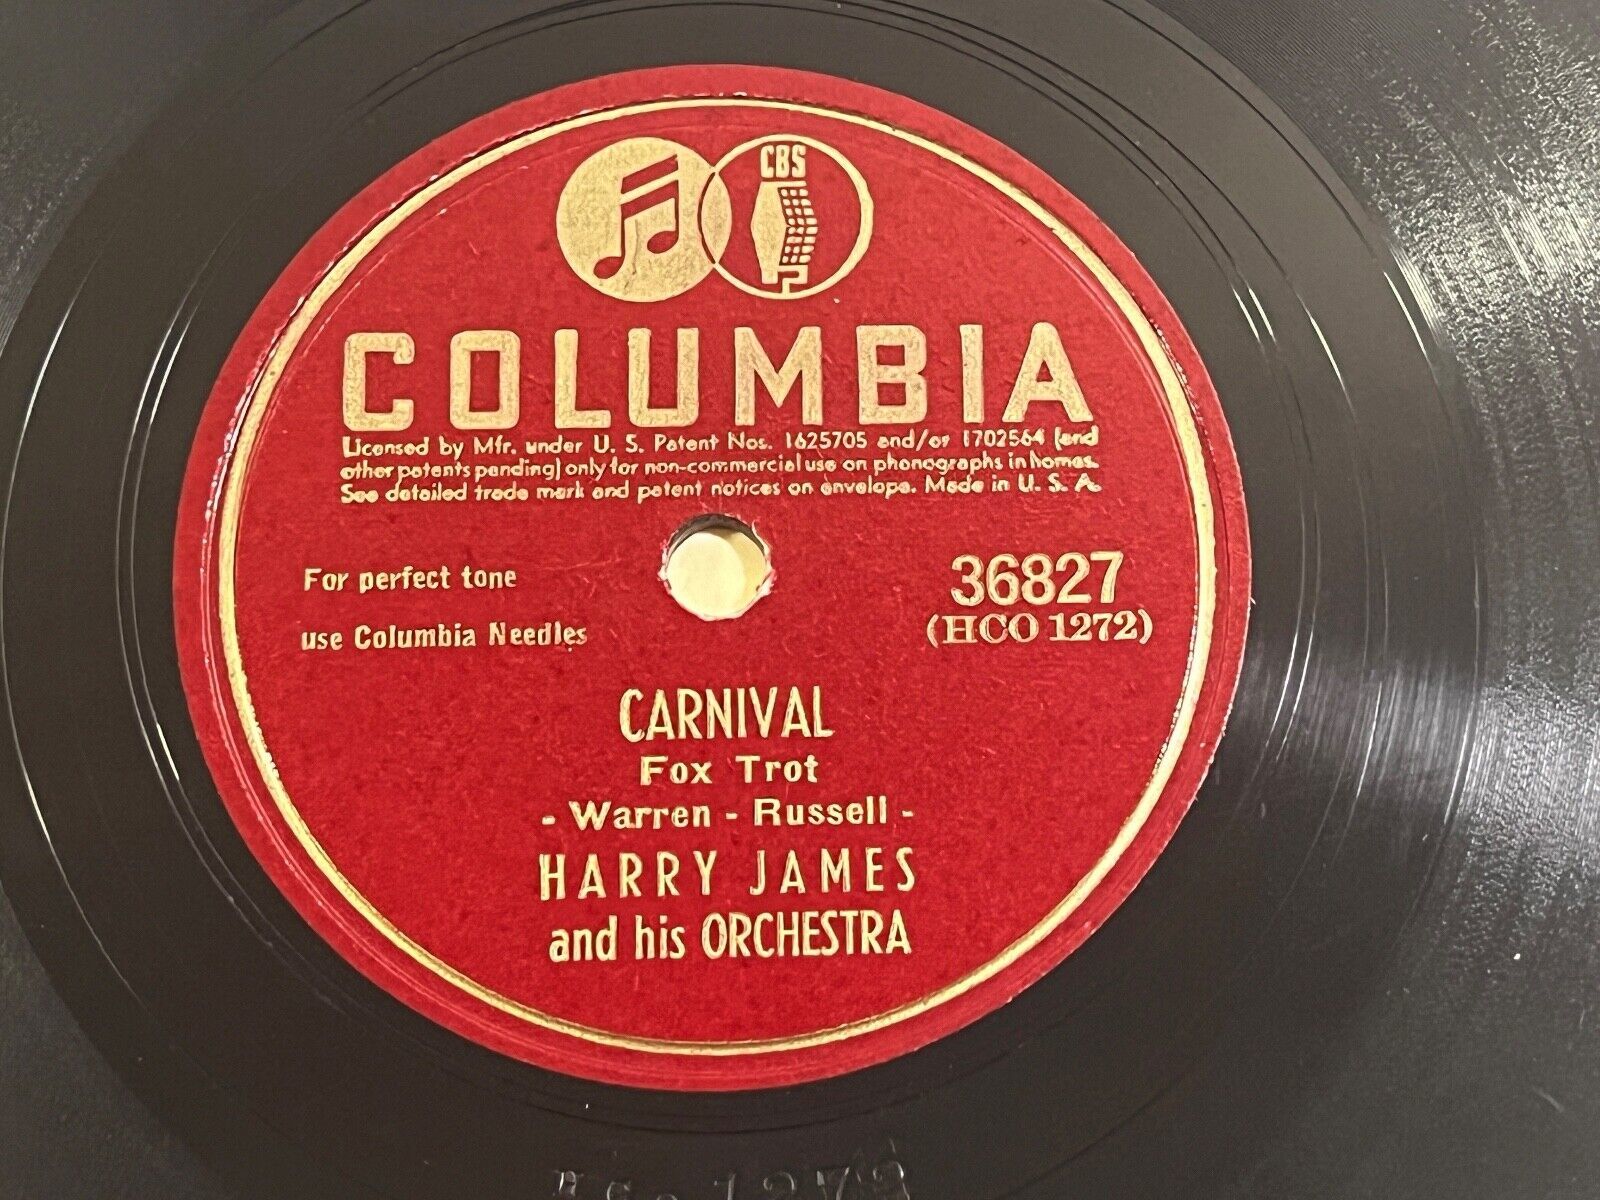 CBS
COLUMBIA
Licensed by Mfr. under U. S. Patent Nos. 1625705 and/or 1702564 (and
other patents pending) only for non-commercial use on phonographs in homes.
See detailed trade mark and patent notices on envelope. Made in U. S. A.
For perfect tone
use Columbia Needles
36827
(HCO 1272)
CARNIVAL
Fox Trot
- Warren - Russell -
HARRY JAMES
and his ORCHESTRA